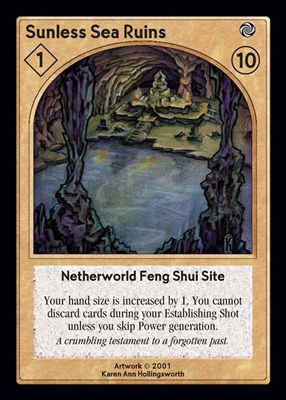 Sunless Sea Ruins
1
10
Netherworld Feng Shui Site
Your hand size is increased by 1, You cannot
discard cards during your Establishing Shot
unless you skip Power generation.
A crumbling testament to a forgotten past.
Artwork © 2001
Karen Ann Hollingsworth